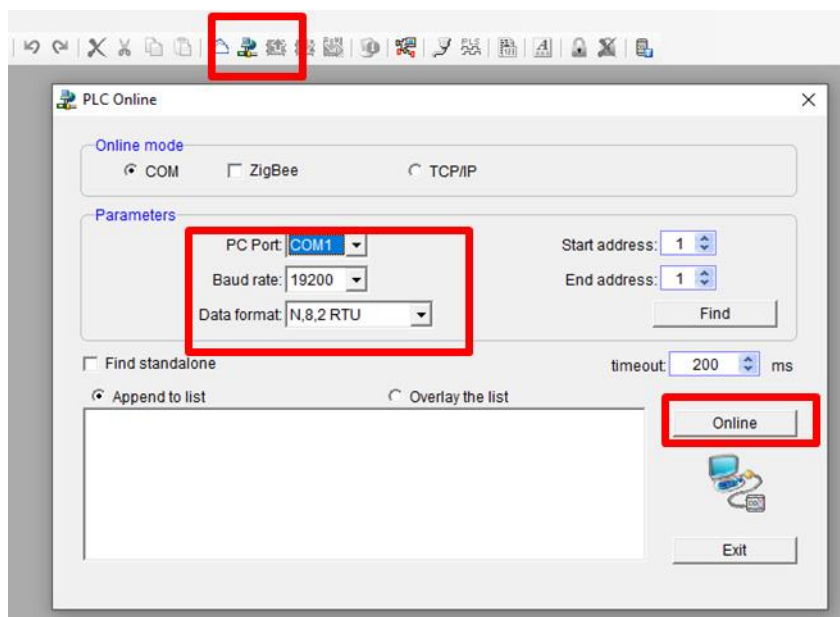 PLC Online
Online mode
COM ZigBee TCP/IP
Parameters
PC Port: COM1 Start address: 1
Baud rate: 19200 End address: 1
Data format: N,8,2 RTU Find
Find standalone timeout: 200 ms
Append to list Overlay the list
Online
Exit